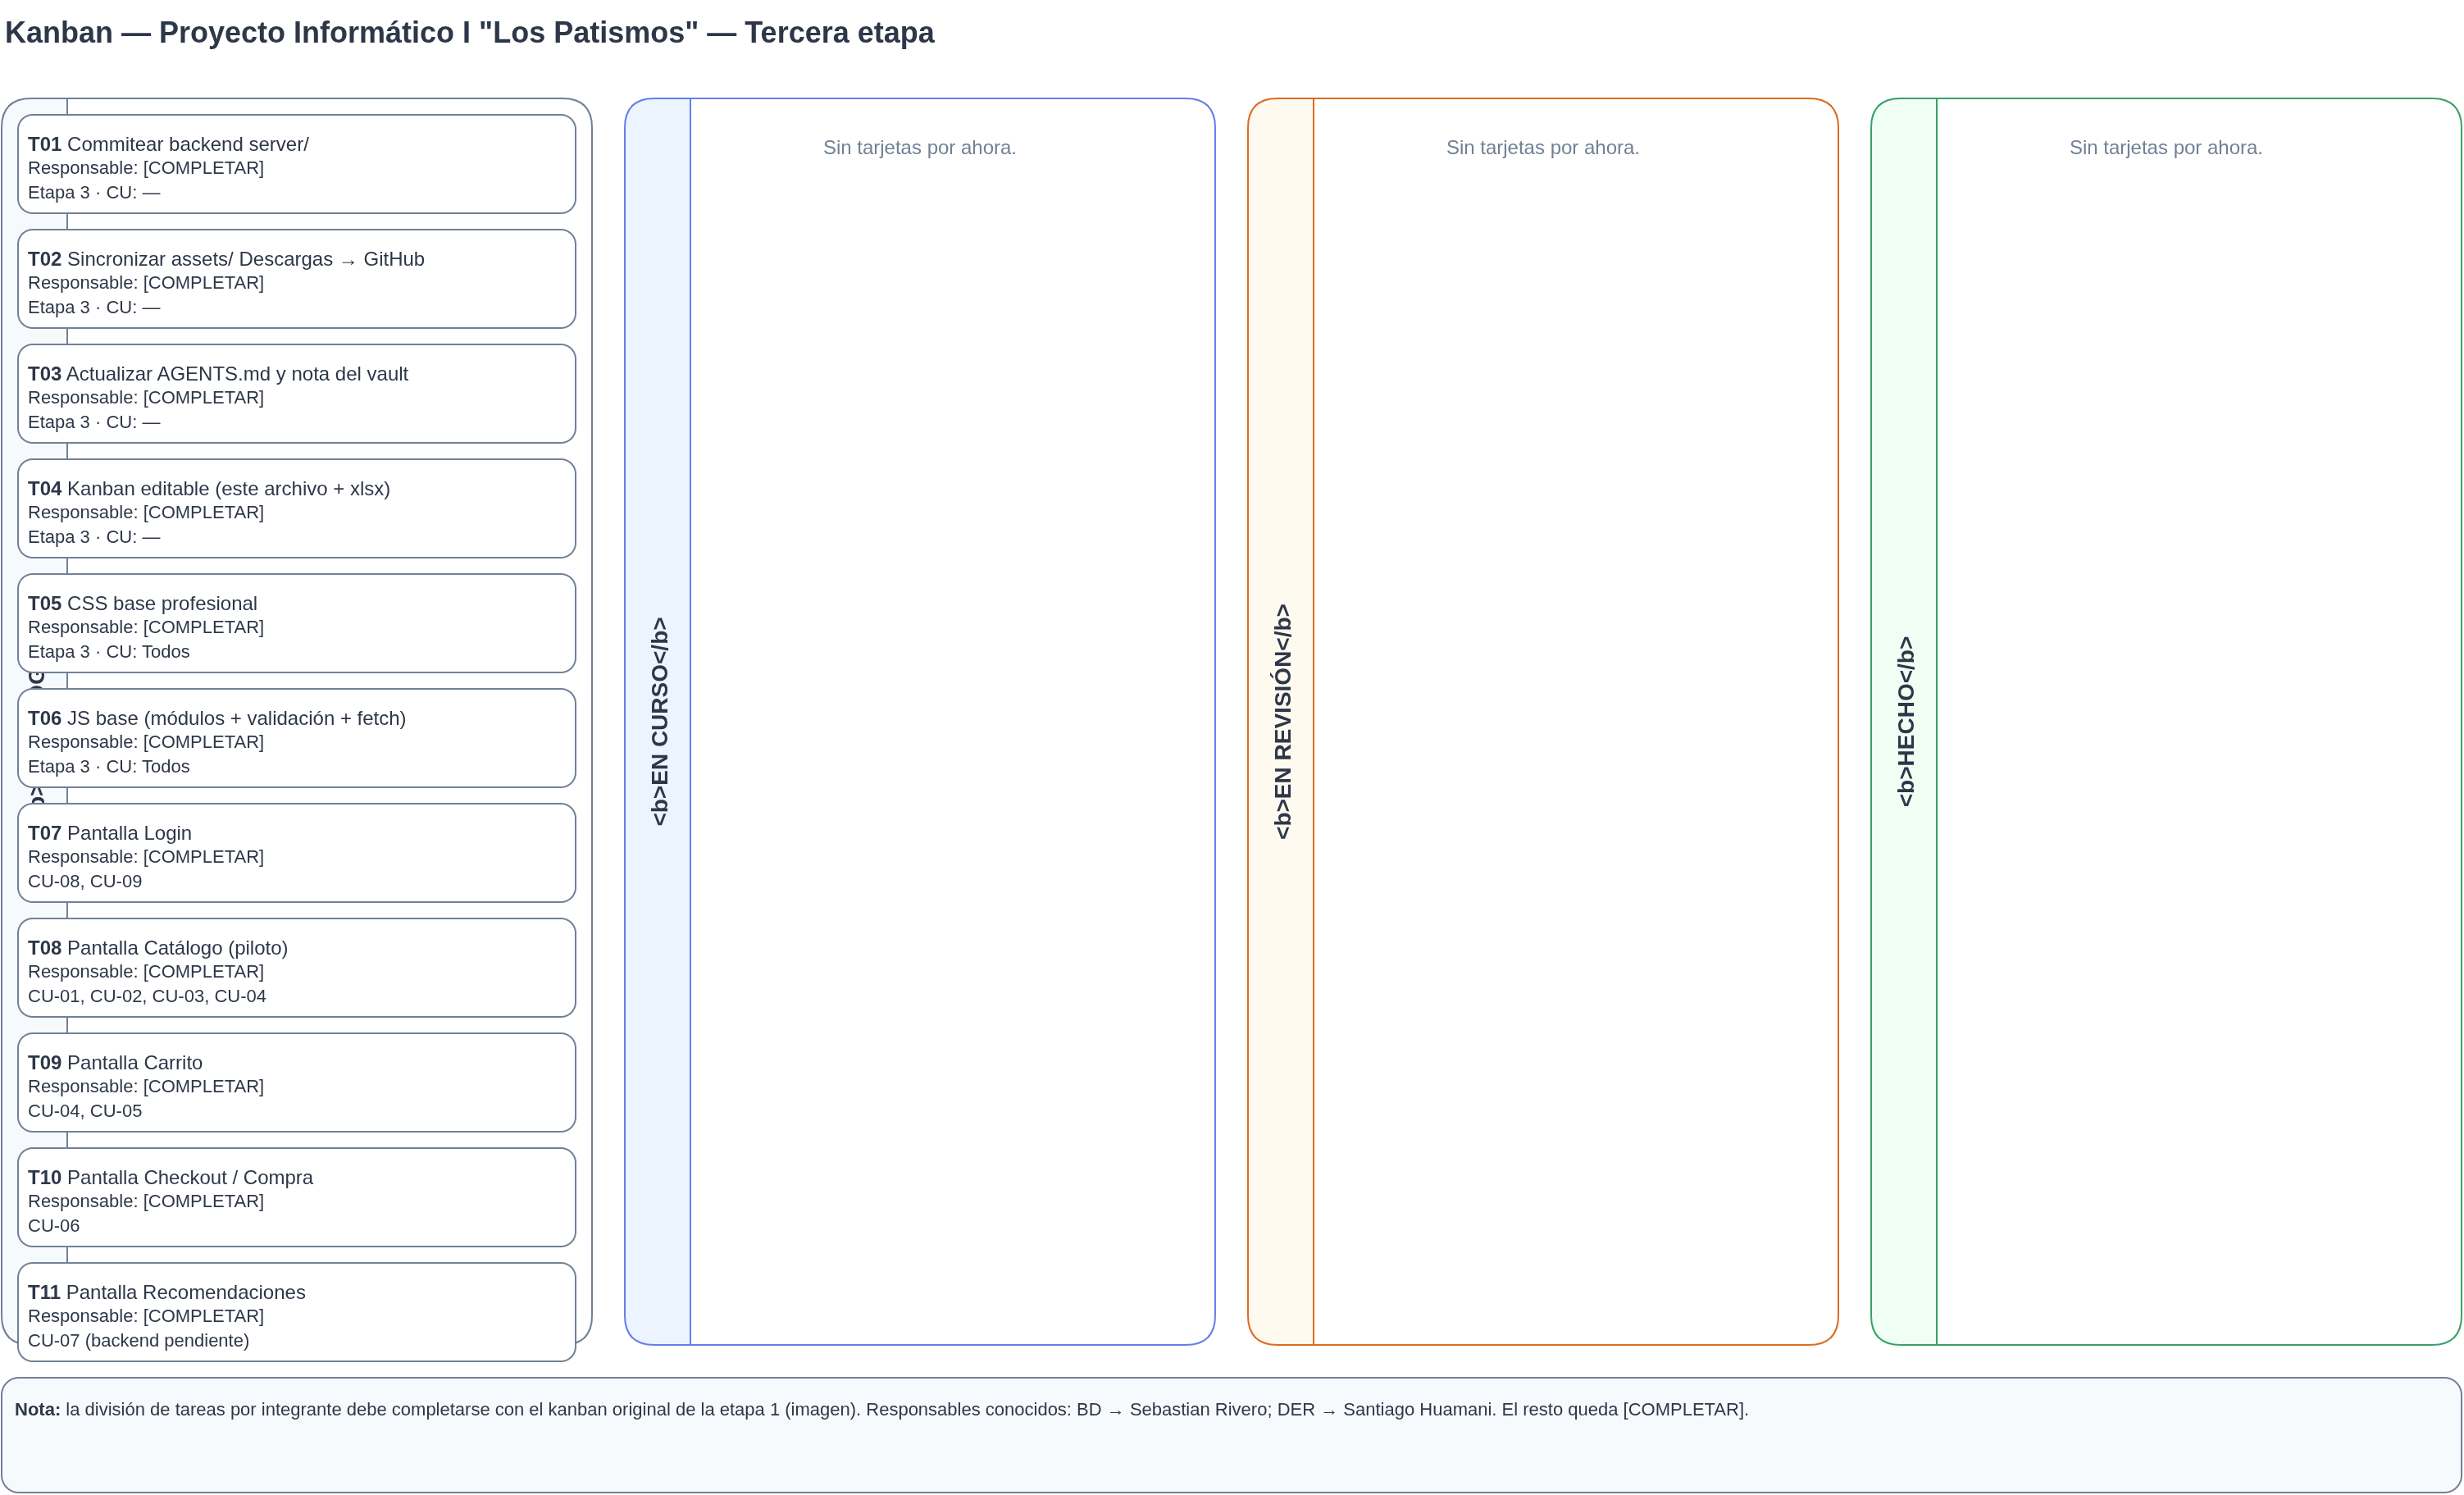 Kanban — Proyecto Informático I "Los Patismos" — Tercera etapa
T01 Commitear backend server/
Responsable: [COMPLETAR]
Etapa 3 · CU: —
T02 Sincronizar assets/ Descargas → GitHub
Responsable: [COMPLETAR]
Etapa 3 · CU: —
T03 Actualizar AGENTS.md y nota del vault
Responsable: [COMPLETAR]
Etapa 3 · CU: —
T04 Kanban editable (este archivo + xlsx)
Responsable: [COMPLETAR]
Etapa 3 · CU: —
T05 CSS base profesional
Responsable: [COMPLETAR]
Etapa 3 · CU: Todos
T06 JS base (módulos + validación + fetch)
Responsable: [COMPLETAR]
Etapa 3 · CU: Todos
T07 Pantalla Login
Responsable: [COMPLETAR]
CU-08, CU-09
T08 Pantalla Catálogo (piloto)
Responsable: [COMPLETAR]
CU-01, CU-02, CU-03, CU-04
T09 Pantalla Carrito
Responsable: [COMPLETAR]
CU-04, CU-05
T10 Pantalla Checkout / Compra
Responsable: [COMPLETAR]
CU-06
T11 Pantalla Recomendaciones
Responsable: [COMPLETAR]
CU-07 (backend pendiente)
<b>EN CURSO</b>
Sin tarjetas por ahora.
<b>EN REVISIÓN</b>
Sin tarjetas por ahora.
<b>HECHO</b>
Sin tarjetas por ahora.
Nota: la división de tareas por integrante debe completarse con el kanban original de la etapa 1 (imagen). Responsables conocidos: BD → Sebastian Rivero; DER → Santiago Huamani. El resto queda [COMPLETAR].